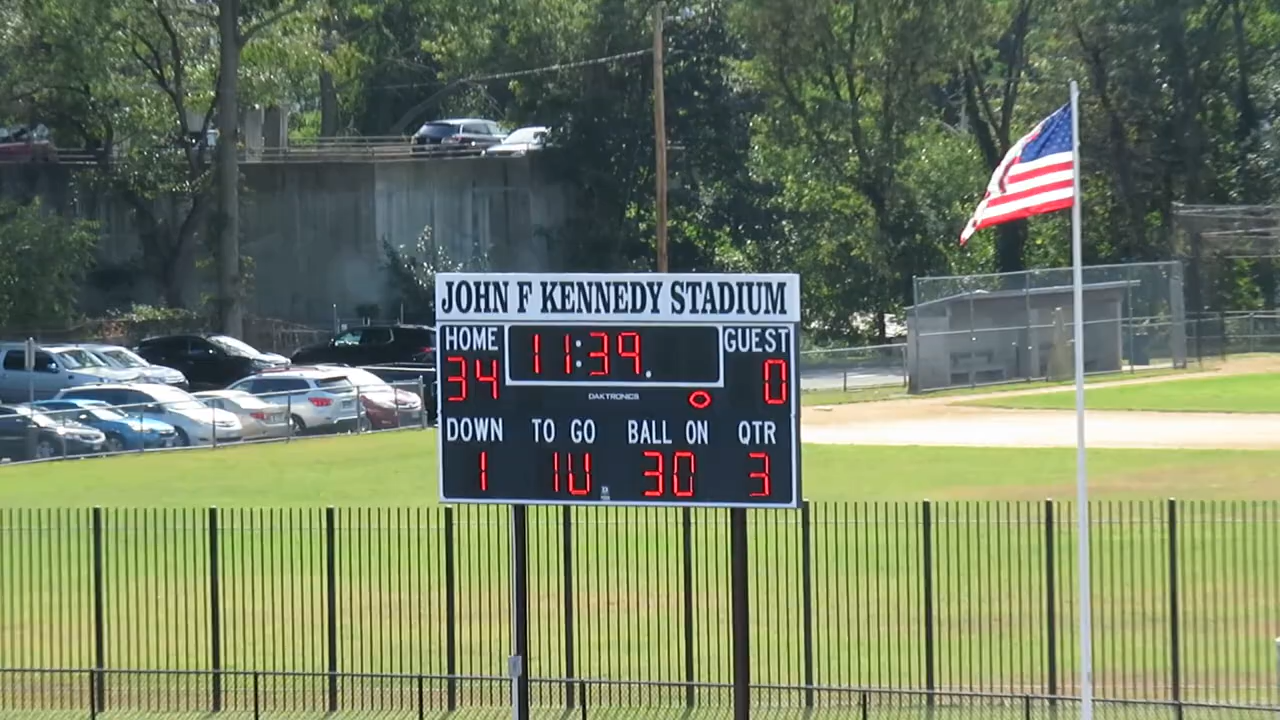 JOHN F KENNEDY STADIUM
HOME 11:39. GUEST
34 0
DAKTRONICS
DOWN TO GO BALL ON QTR
1 10 30 3